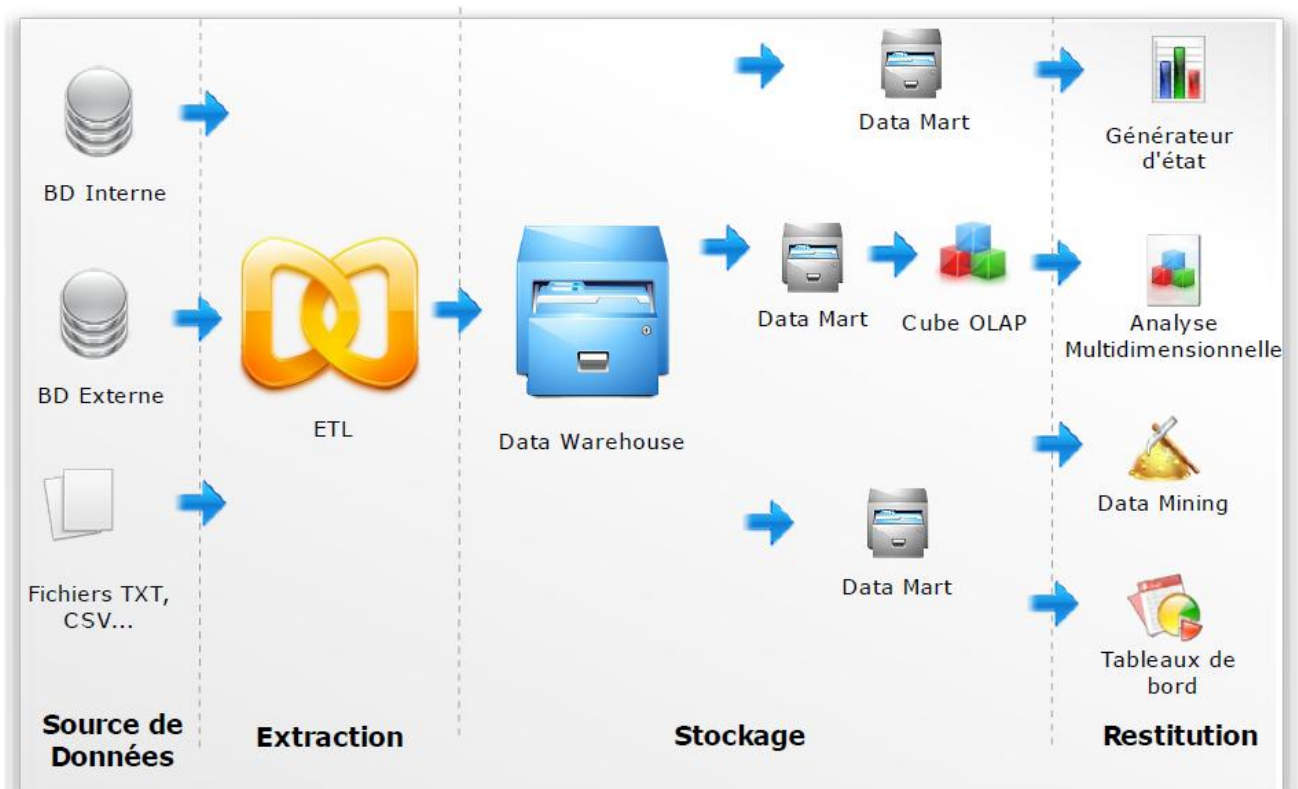 BD Interne
BD Externe
Fichiers TXT,
CSV...
Source de
Données
ETL
Extraction
Data Warehouse
Data Mart
Data Mart
Cube OLAP
Data Mart
Stockage
Générateur
d'état
Analyse
Multidimensionnelle
Data Mining
Tableaux de
bord
Restitution